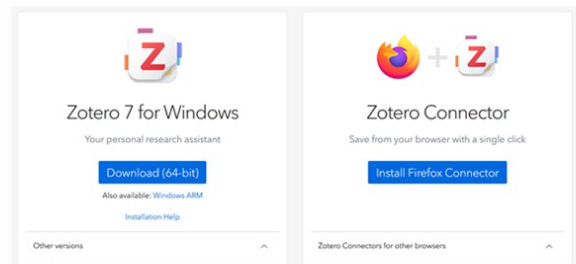 Zotero 7 for Windows
Your personal research assistant
Download (64-bit)
Also available: Windows ARM
Installation Help
Other versions
Zotero Connector
Save from your browser with a single click
Install Firefox Connector
Zotero Connectors for other browsers